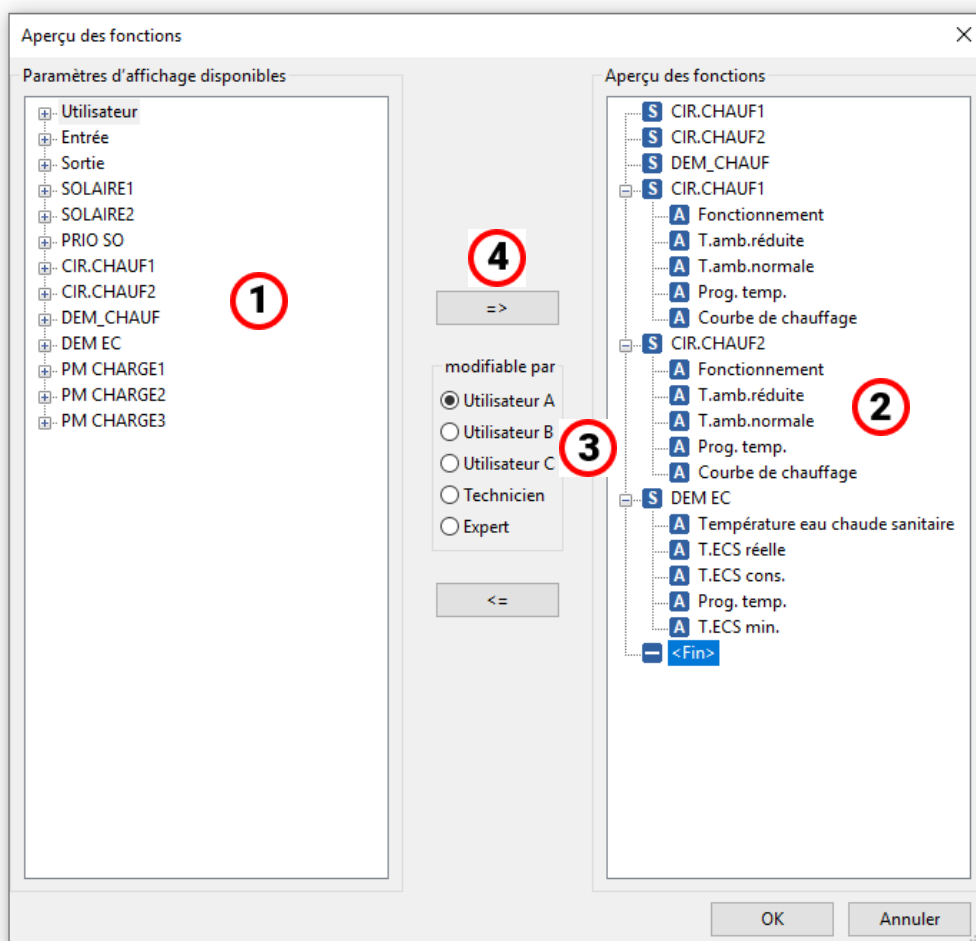 Aperçu des fonctions
Paramètres d'affichage disponibles
Utilisateur
Entrée
Sortie
SOLAIRE1
SOLAIRE2
PRIO SO
CIR.CHAUF1
CIR.CHAUF2
DEM_CHAUF
DEM EC
PM CHARGE1
PM CHARGE2
PM CHARGE3
1
4
=>
modifiable par
Utilisateur A
Utilisateur B
Utilisateur C
Technicien
Expert
3
<=
Aperçu des fonctions
S CIR.CHAUF1
S CIR.CHAUF2
S DEM_CHAUF
S CIR.CHAUF1
A Fonctionnement
A T.amb.réduite
A T.amb.normale
A Prog. temp.
A Courbe de chauffage
S CIR.CHAUF2
A Fonctionnement
A T.amb.réduite
A T.amb.normale
A Prog. temp.
A Courbe de chauffage
2
S DEM EC
A Température eau chaude sanitaire
A T.ECS réelle
A T.ECS cons.
A Prog. temp.
A T.ECS min.
<Fin>
OK
Annuler